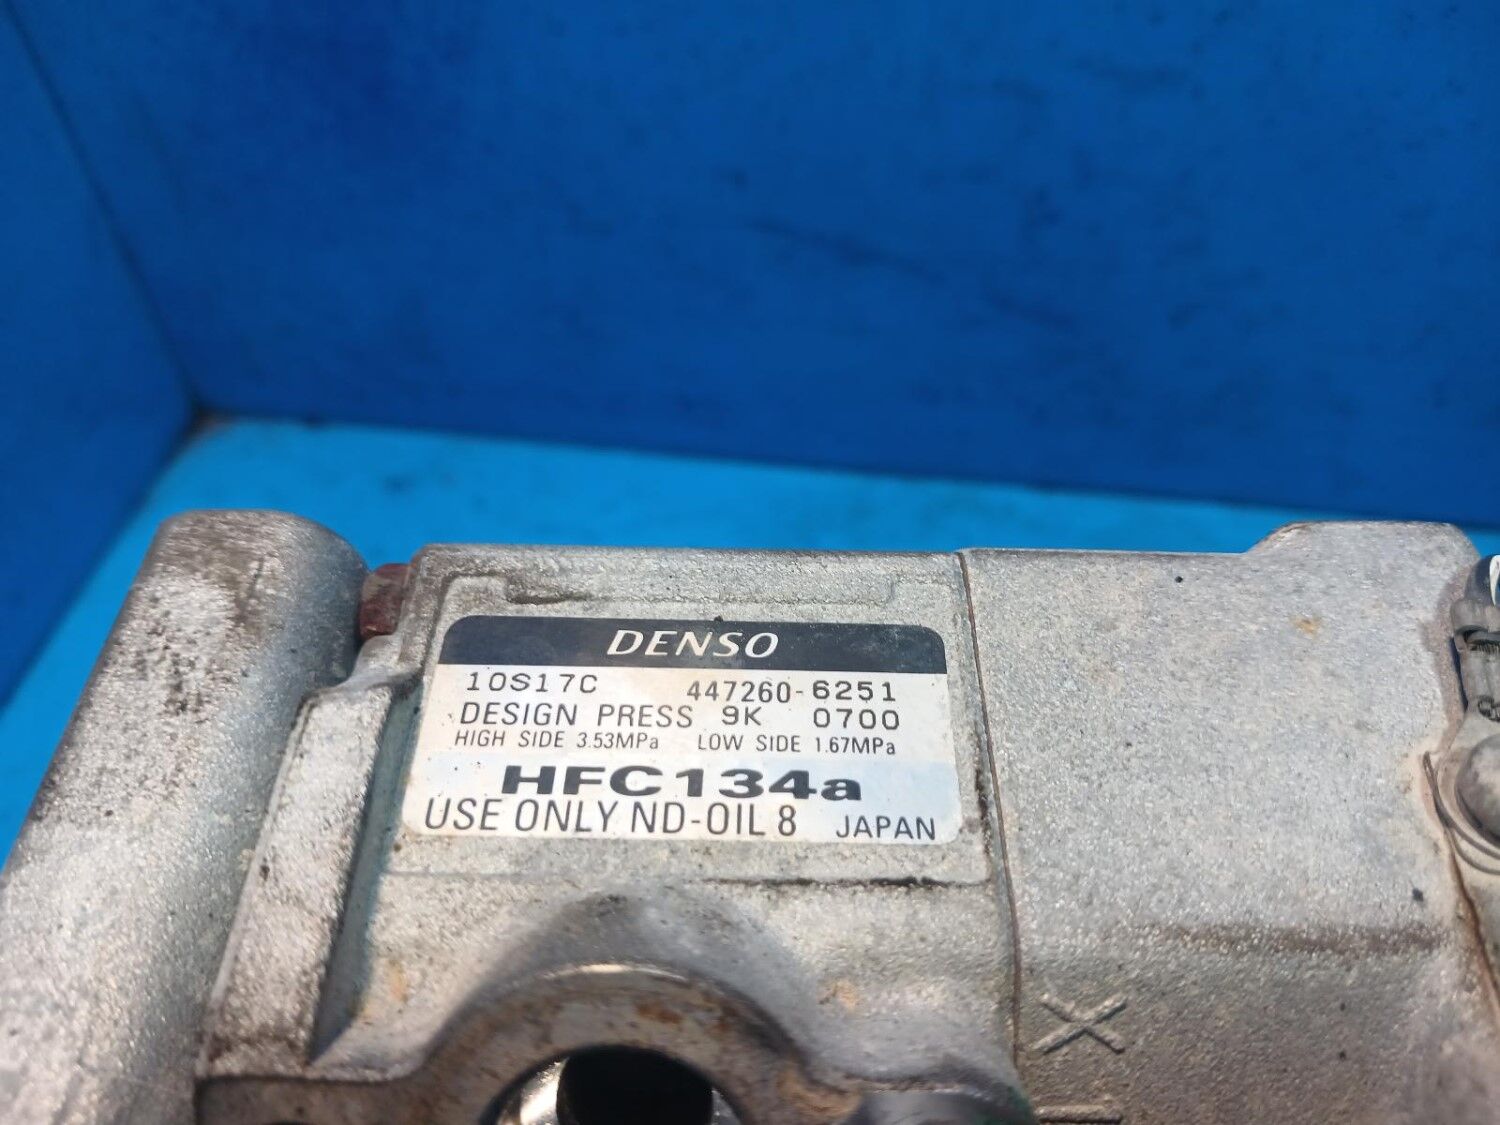 DENSO
10S17C 447260-6251
DESIGN PRESS 9K 0700
HIGH SIDE 3.53MPa LOW SIDE 1.67MPa
HFC134a
USE ONLY ND-OIL 8 JAPAN